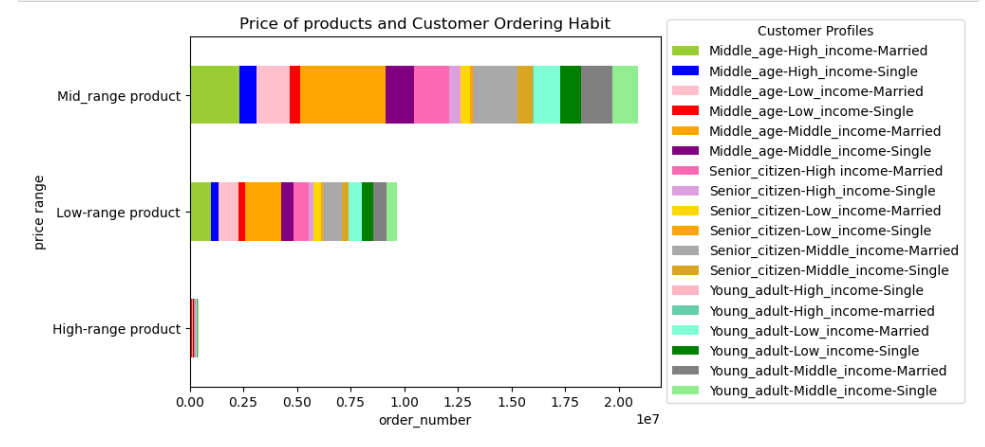 Price of products and Customer Ordering Habit
price range
Mid_range product
Low-range product
High-range product
0.00 0.25 0.50 0.75 1.00 1.25 1.50 1.75 2.00
1e7
order_number
Customer Profiles
Middle_age-High_income-Married
Middle_age-High_income-Single
Middle_age-Low_income-Married
Middle_age-Low_income-Single
Middle_age-Middle_income-Married
Middle_age-Middle_income-Single
Senior_citizen-High income-Married
Senior_citizen-High_income-Single
Senior_citizen-Low_income-Married
Senior_citizen-Low_income-Single
Senior_citizen-Middle_income-Married
Senior_citizen-Middle_income-Single
Young_adult-High_income-Single
Young_adult-High_income-married
Young_adult-Low_income-Married
Young_adult-Low_income-Single
Young_adult-Middle_income-Married
Young_adult-Middle_income-Single